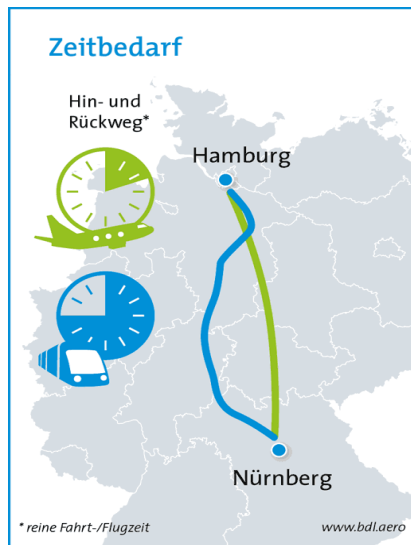 Zeitbedarf
Hin- und
Rückweg*
Hamburg
Nürnberg
* reine Fahrt-/Flugzeit
www.bdl.aero